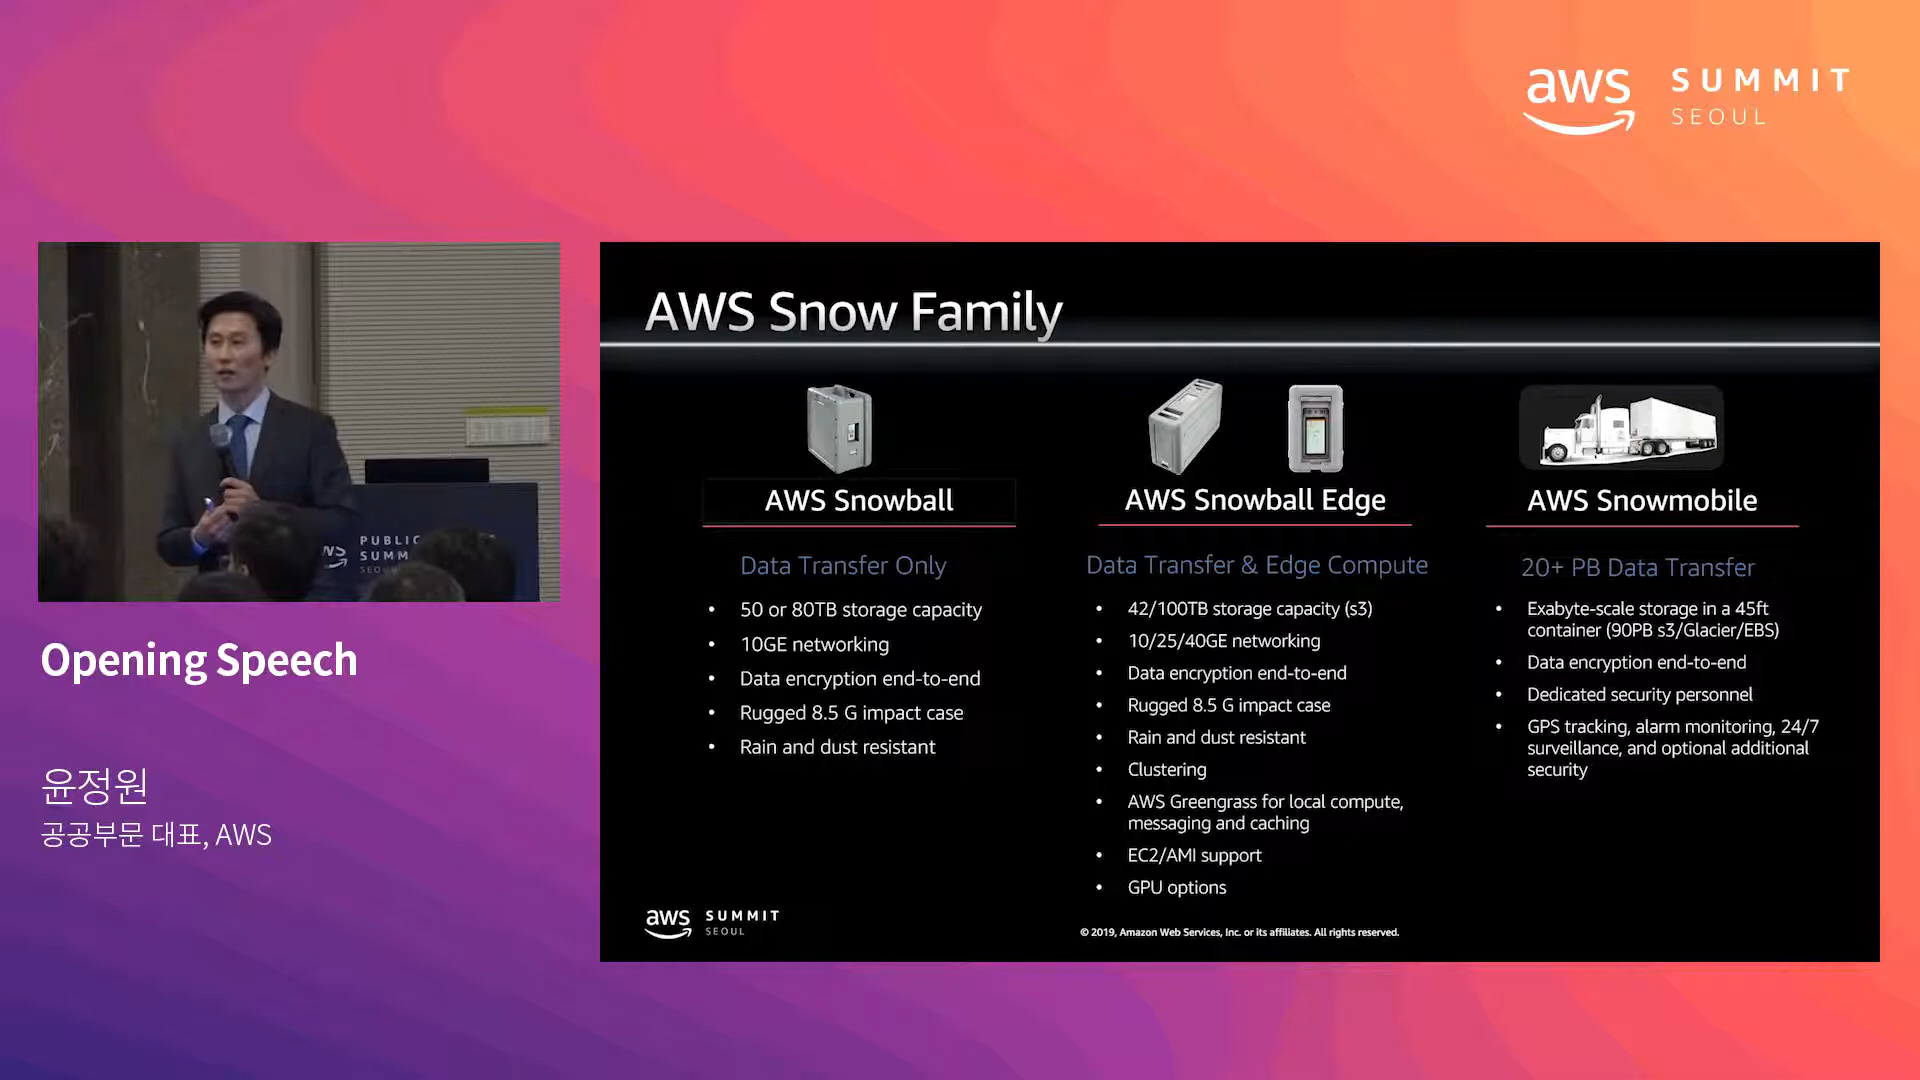 aws SUMMIT
SEOUL
PUBLIC
SUMM
SEO
Opening Speech
윤정원
공공부문 대표, AWS
AWS Snow Family
AWS Snowball
Data Transfer Only
• 50 or 80TB storage capacity
• 10GE networking
• Data encryption end-to-end
• Rugged 8.5 G impact case
• Rain and dust resistant
AWS Snowball Edge
Data Transfer & Edge Compute
• 42/100TB storage capacity (s3)
• 10/25/40GE networking
• Data encryption end-to-end
• Rugged 8.5 G impact case
• Rain and dust resistant
• Clustering
• AWS Greengrass for local compute,
messaging and caching
• EC2/AMI support
• GPU options
AWS Snowmobile
20+ PB Data Transfer
• Exabyte-scale storage in a 45ft
container (90PB s3/Glacier/EBS)
• Data encryption end-to-end
• Dedicated security personnel
• GPS tracking, alarm monitoring, 24/7
surveillance, and optional additional
security
aws SUMMIT
SEOUL
© 2019, Amazon Web Services, Inc. or its affiliates. All rights reserved.